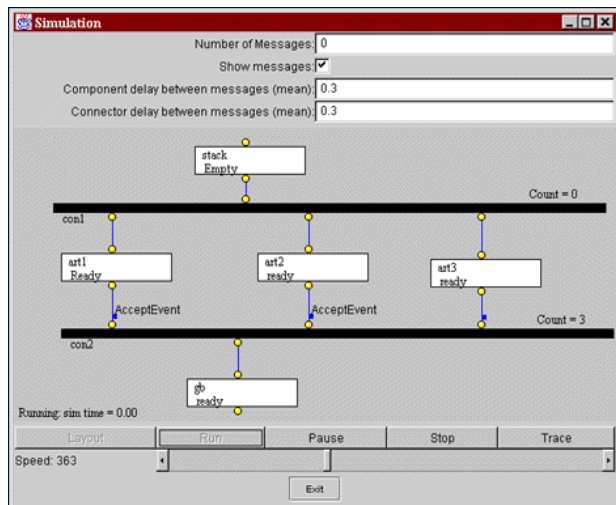 Simulation
Number of Messages: 0
Show messages:
Component delay between messages (mean): 0.3
Connector delay between messages (mean): 0.3
stack
Empty
Count = 0
con1
art1
Ready
art2
ready
art3
ready
AcceptEvent
AcceptEvent
Count = 3
con2
gb
ready
Running: sim time = 0.00
Layout Run Pause Stop Trace
Speed: 363
Exit